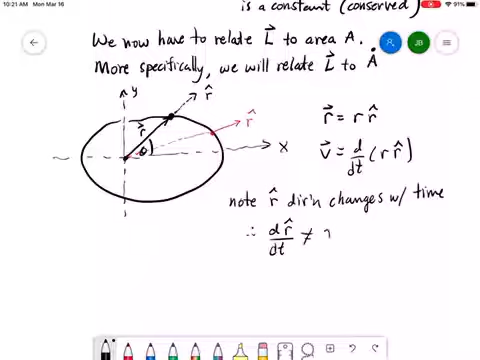 10:21 AM Mon Mar 16
91%
is a constant (conserved)
We now have to relate L⃗ to area A.
More specifically, we will relate L⃗ to Ȧ
JB
y
r̂
r⃗
r̂
θ
x
r⃗ = r r̂
v⃗ = d/dt (r r̂)
note r̂ dir'n changes w/ time
∴ dr̂/dt ≠